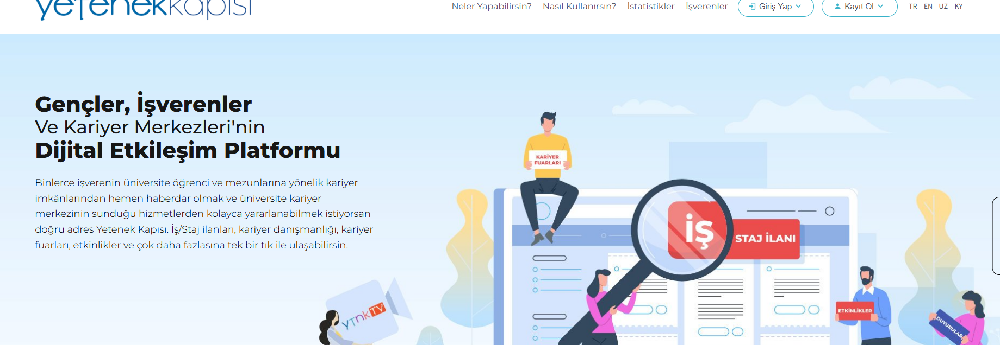 yetenekkapısı
Neler Yapabilirsin? Nasıl Kullanırsın? İstatistikler İşverenler Giriş Yap Kayıt Ol TR EN UZ KY
Gençler, İşverenler
Ve Kariyer Merkezleri'nin
Dijital Etkileşim Platformu
Binlerce işverenin üniversite öğrenci ve mezunlarına yönelik kariyer
imkânlarından hemen haberdar olmak ve üniversite kariyer
merkezinin sunduğu hizmetlerden kolayca yararlanabilmek istiyorsan
doğru adres Yetenek Kapısı. İş/Staj ilanları, kariyer danışmanlığı, kariyer
fuarları, etkinlikler ve çok daha fazlasına tek bir tık ile ulaşabilirsin.
KARİYER
FUARLARI
İŞ
STAJ İLANI
YTnKTV
ETKİNLİKLER
DUYURULAR